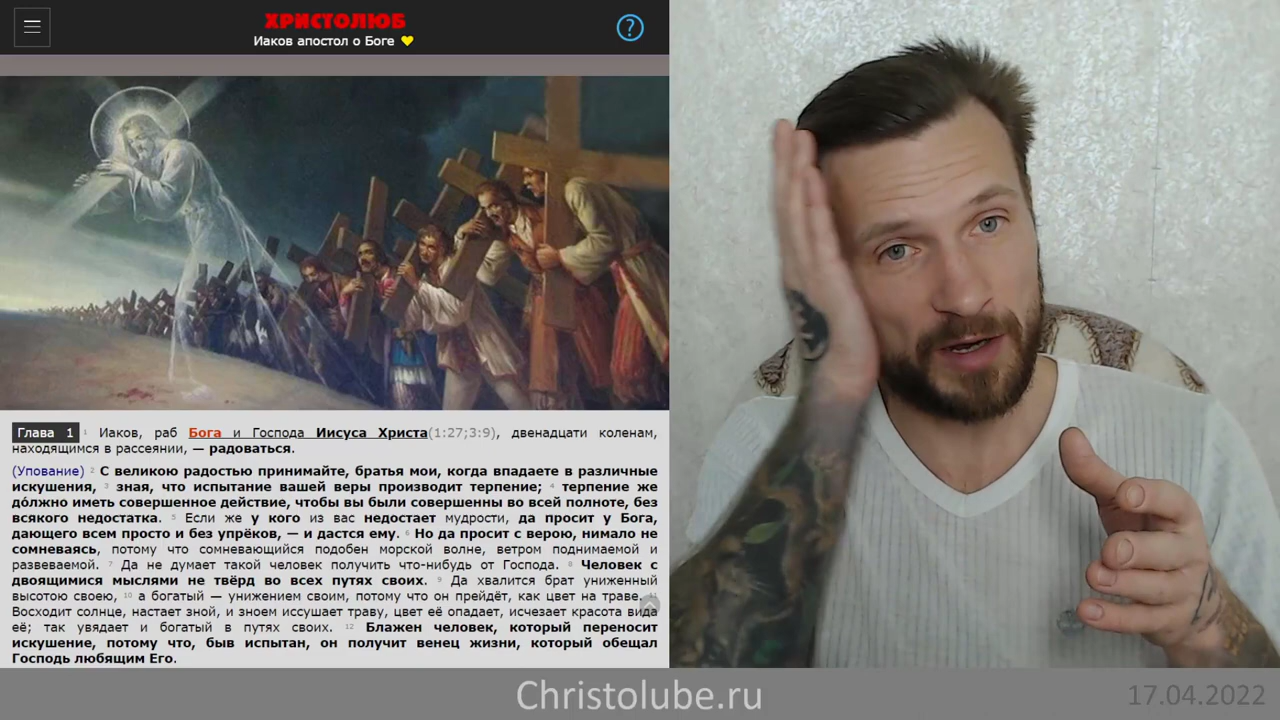 ХРИСТОЛЮБ
Иаков апостол о Боге
?
Глава 1 1 Иаков, раб Бога и Господа Иисуса Христа(1:27;3:9), двенадцати коленам,
находящимся в рассеянии, — радоваться.
(Упование) 2 С великою радостью принимайте, братья мои, когда впадаете в различные
искушения, 3 зная, что испытание вашей веры производит терпение; 4 терпение же
до́лжно иметь совершенное действие, чтобы вы были совершенны во всей полноте, без
всякого недостатка. 5 Если же у кого из вас недостает мудрости, да просит у Бога,
дающего всем просто и без упрёков, — и дастся ему. 6 Но да просит с верою, нимало не
сомневаясь, потому что сомневающийся подобен морской волне, ветром поднимаемой и
развеваемой. 7 Да не думает такой человек получить что-нибудь от Господа. 8 Человек с
двоящимися мыслями не твёрд во всех путях своих. 9 Да хвалится брат униженный
высотою своею, 10 а богатый — унижением своим, потому что он прейдёт, как цвет на траве. 11
Восходит солнце, настает зной, и зноем иссушает траву, цвет её опадает, исчезает красота вида
её; так увядает и богатый в путях своих. 12 Блажен человек, который переносит
искушение, потому что, быв испытан, он получит венец жизни, который обещал
Господь любящим Его.
Christolube.ru
17.04.2022